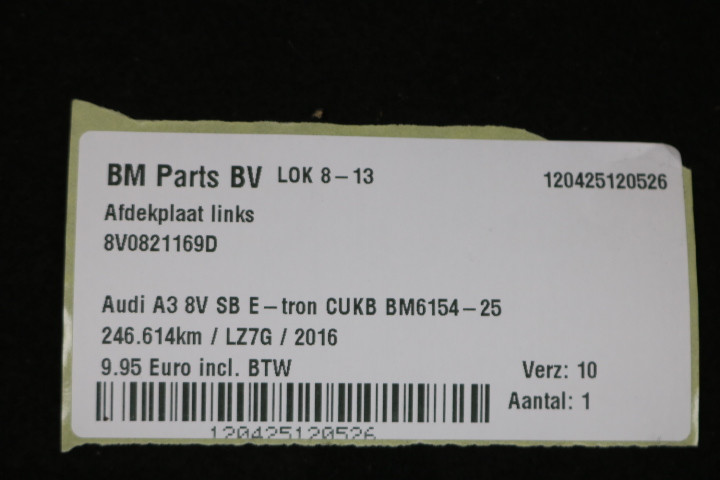 BM Parts BV LOK 8-13 120425120526
Afdekplaat links
8V0821169D
Audi A3 8V SB E-tron CUKB BM6154-25
246.614km / LZ7G / 2016
9.95 Euro incl. BTW Verz: 10
Aantal: 1
120425120526